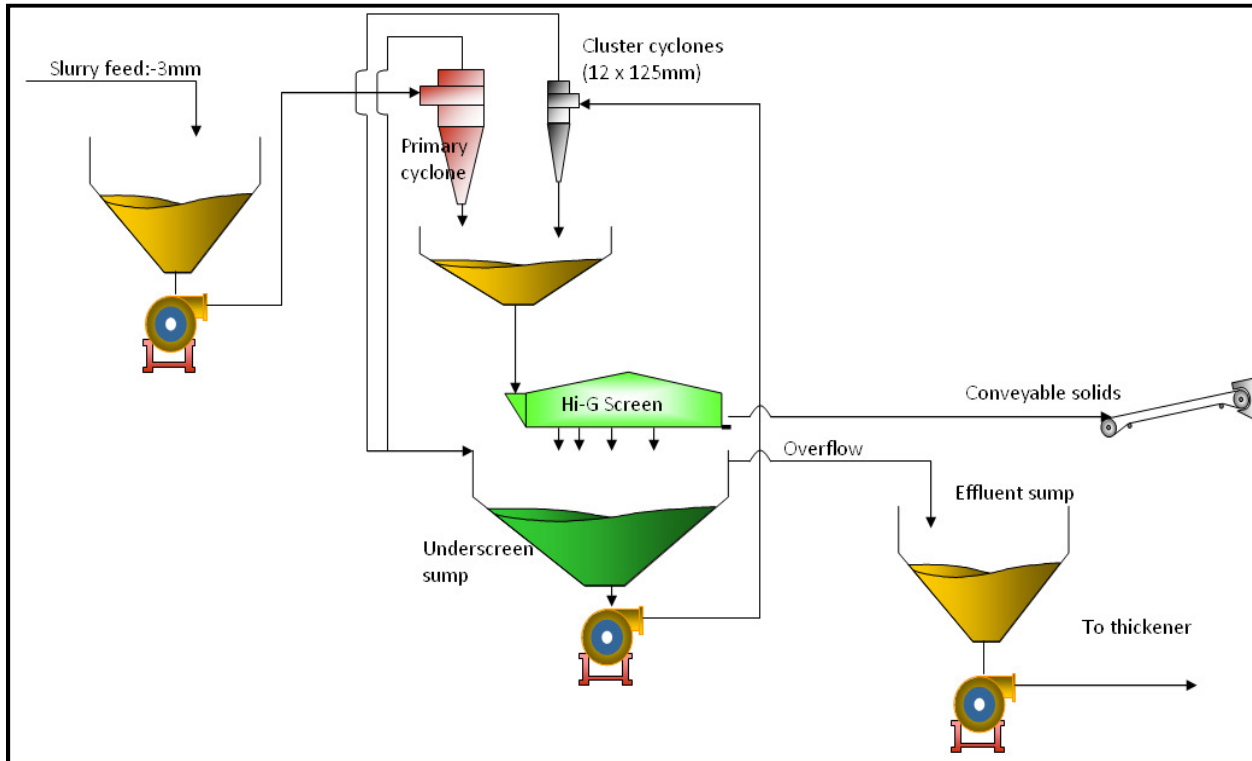 Slurry feed:-3mm
Cluster cyclones
(12 x 125mm)
Primary
cyclone
Hi-G Screen
Conveyable solids
Overflow
Effluent sump
Underscreen
sump
To thickener